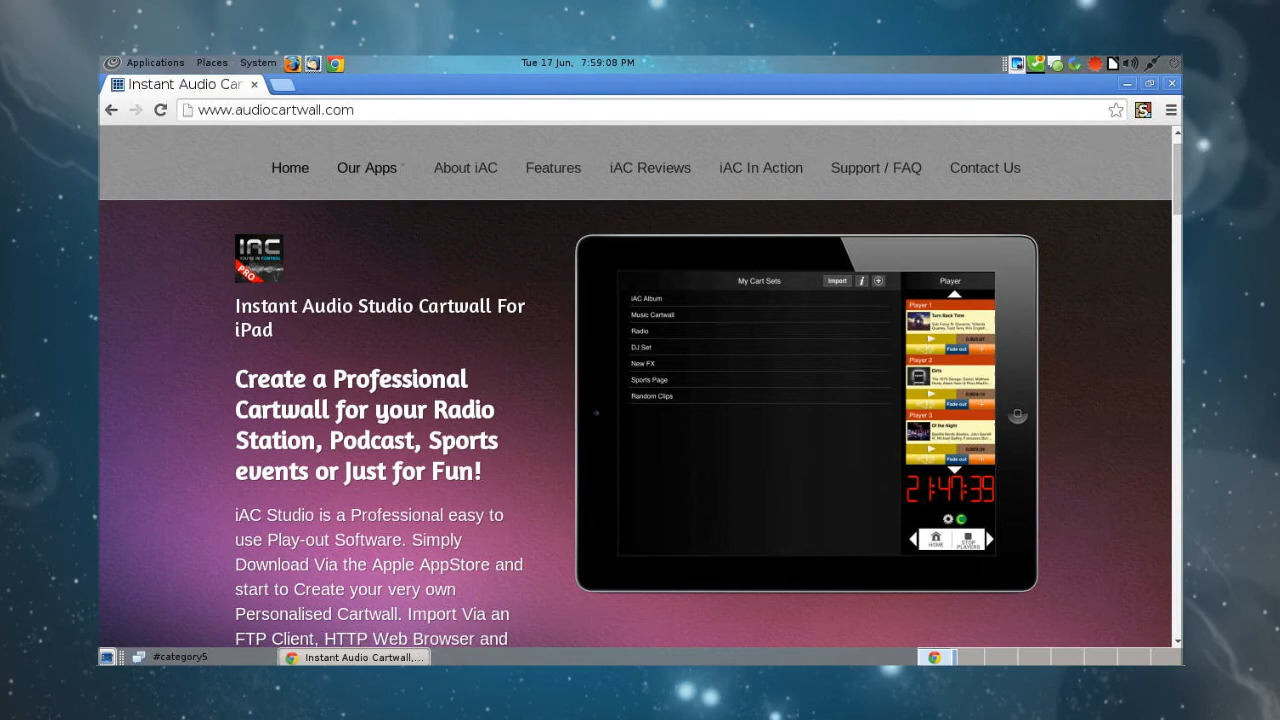 Applications Places System
Tue 17 Jun, 7:59:08 PM
Instant Audio Car
www.audiocartwall.com
Home Our Apps About iAC Features iAC Reviews iAC In Action Support / FAQ Contact Us
IAC
PRO
Instant Audio Studio Cartwall For
iPad
Create a Professional
Cartwall for your Radio
Station, Podcast, Sports
events or Just for Fun!
iAC Studio is a Professional easy to
use Play-out Software. Simply
Download Via the Apple AppStore and
start to Create your very own
Personalised Cartwall. Import Via an
FTP Client, HTTP Web Browser and
My Cart Sets Import i
iAC Album
Music Cartwall
Radio
DJ Set
New FX
Sports Page
Random Clips
Player
Player 1
Turn Back Time
Fade out
Player 2
Girls
Fade out
Player 3
Of the Night
Fade out
21:47:39
HOME STOP PLAYERS
#category5 Instant Audio Cartwall,...